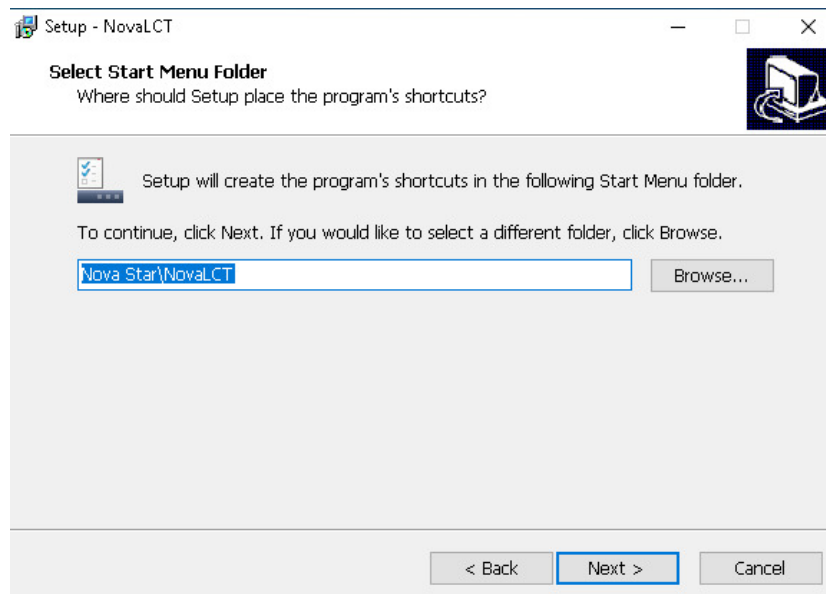 Setup - NovaLCT
Select Start Menu Folder
Where should Setup place the program's shortcuts?
Setup will create the program's shortcuts in the following Start Menu folder.
To continue, click Next. If you would like to select a different folder, click Browse.
Nova Star\NovaLCT
Browse...
< Back
Next >
Cancel